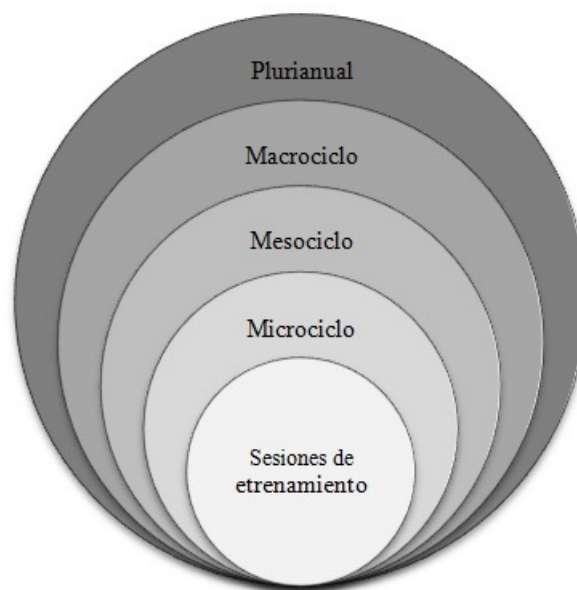 Plurianual
Macrociclo
Mesociclo
Microciclo
Sesiones de
etrenamiento